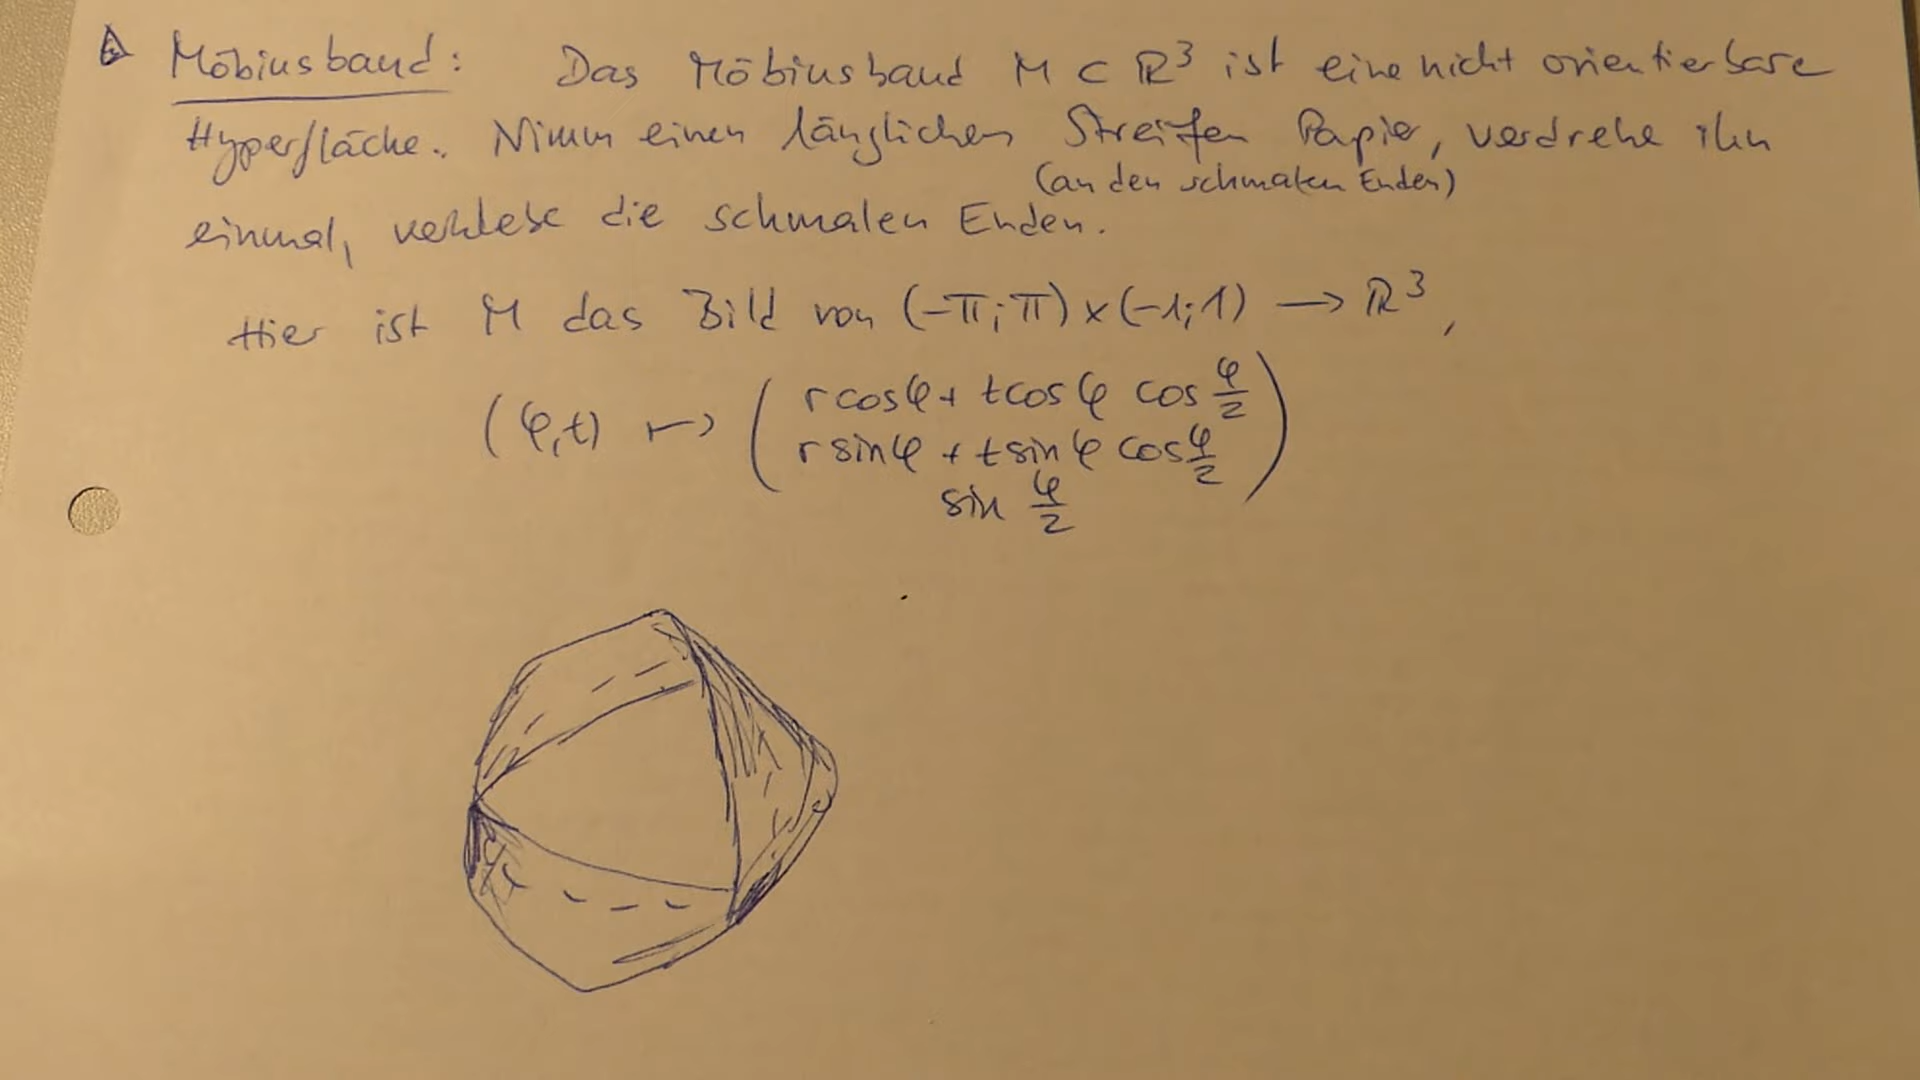 Möbiusband: Das Möbiusband M ⊂ ℝ³ ist eine nicht orientierbare
Hyperfläche. Nimm einen länglichen Streifen Papier, verdrehe ihn
(an den schmalen Enden)
einmal, verklebe die schmalen Enden.
Hier ist M das Bild von (-π; π) × (-1; 1) → ℝ³,
(φ, t) ↦ ( r cos φ + t cos φ cos φ/2
r sin φ + t sin φ cos φ/2
sin φ/2 )